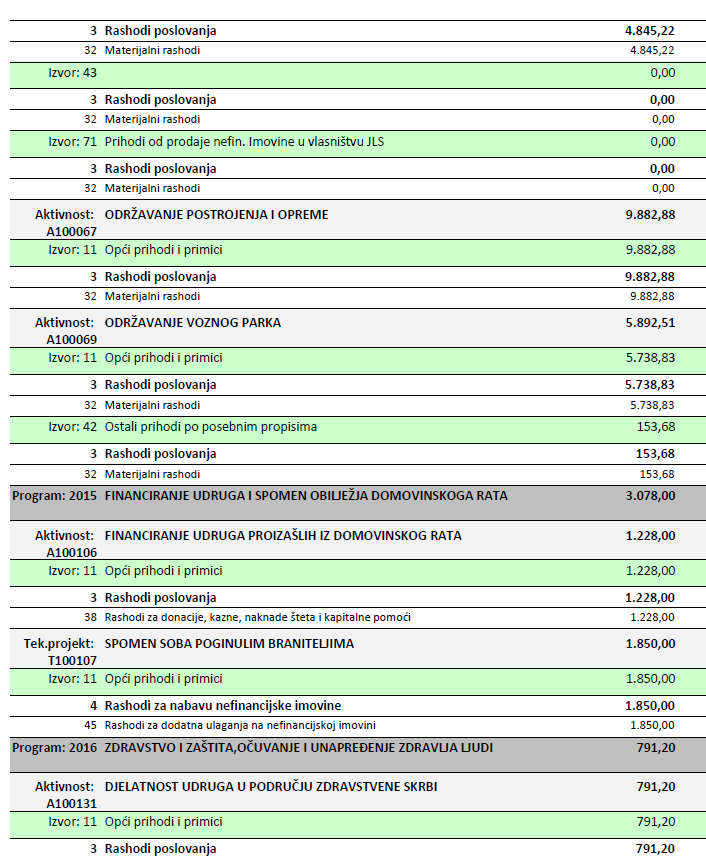 3 Rashodi poslovanja 4.845,22
32 Materijalni rashodi 4.845,22
Izvor: 43 0,00
3 Rashodi poslovanja 0,00
32 Materijalni rashodi 0,00
Izvor: 71 Prihodi od prodaje nefin. Imovine u vlasništvu JLS 0,00
3 Rashodi poslovanja 0,00
32 Materijalni rashodi 0,00
Aktivnost: ODRŽAVANJE POSTROJENJA I OPREME 9.882,88
A100067
Izvor: 11 Opći prihodi i primici 9.882,88
3 Rashodi poslovanja 9.882,88
32 Materijalni rashodi 9.882,88
Aktivnost: ODRŽAVANJE VOZNOG PARKA 5.892,51
A100069
Izvor: 11 Opći prihodi i primici 5.738,83
3 Rashodi poslovanja 5.738,83
32 Materijalni rashodi 5.738,83
Izvor: 42 Ostali prihodi po posebnim propisima 153,68
3 Rashodi poslovanja 153,68
32 Materijalni rashodi 153,68
Program: 2015 FINANCIRANJE UDRUGA I SPOMEN OBILJEŽJA DOMOVINSKOGA RATA 3.078,00
Aktivnost: FINANCIRANJE UDRUGA PROIZAŠLIH IZ DOMOVINSKOG RATA 1.228,00
A100106
Izvor: 11 Opći prihodi i primici 1.228,00
3 Rashodi poslovanja 1.228,00
38 Rashodi za donacije, kazne, naknade šteta i kapitalne pomoći 1.228,00
Tek.projekt: SPOMEN SOBA POGINULIM BRANITELJIMA 1.850,00
T100107
Izvor: 11 Opći prihodi i primici 1.850,00
4 Rashodi za nabavu nefinancijske imovine 1.850,00
45 Rashodi za dodatna ulaganja na nefinancijskoj imovini 1.850,00
Program: 2016 ZDRAVSTVO I ZAŠTITA,OČUVANJE I UNAPREĐENJE ZDRAVLJA LJUDI 791,20
Aktivnost: DJELATNOST UDRUGA U PODRUČJU ZDRAVSTVENE SKRBI 791,20
A100131
Izvor: 11 Opći prihodi i primici 791,20
3 Rashodi poslovanja 791,20